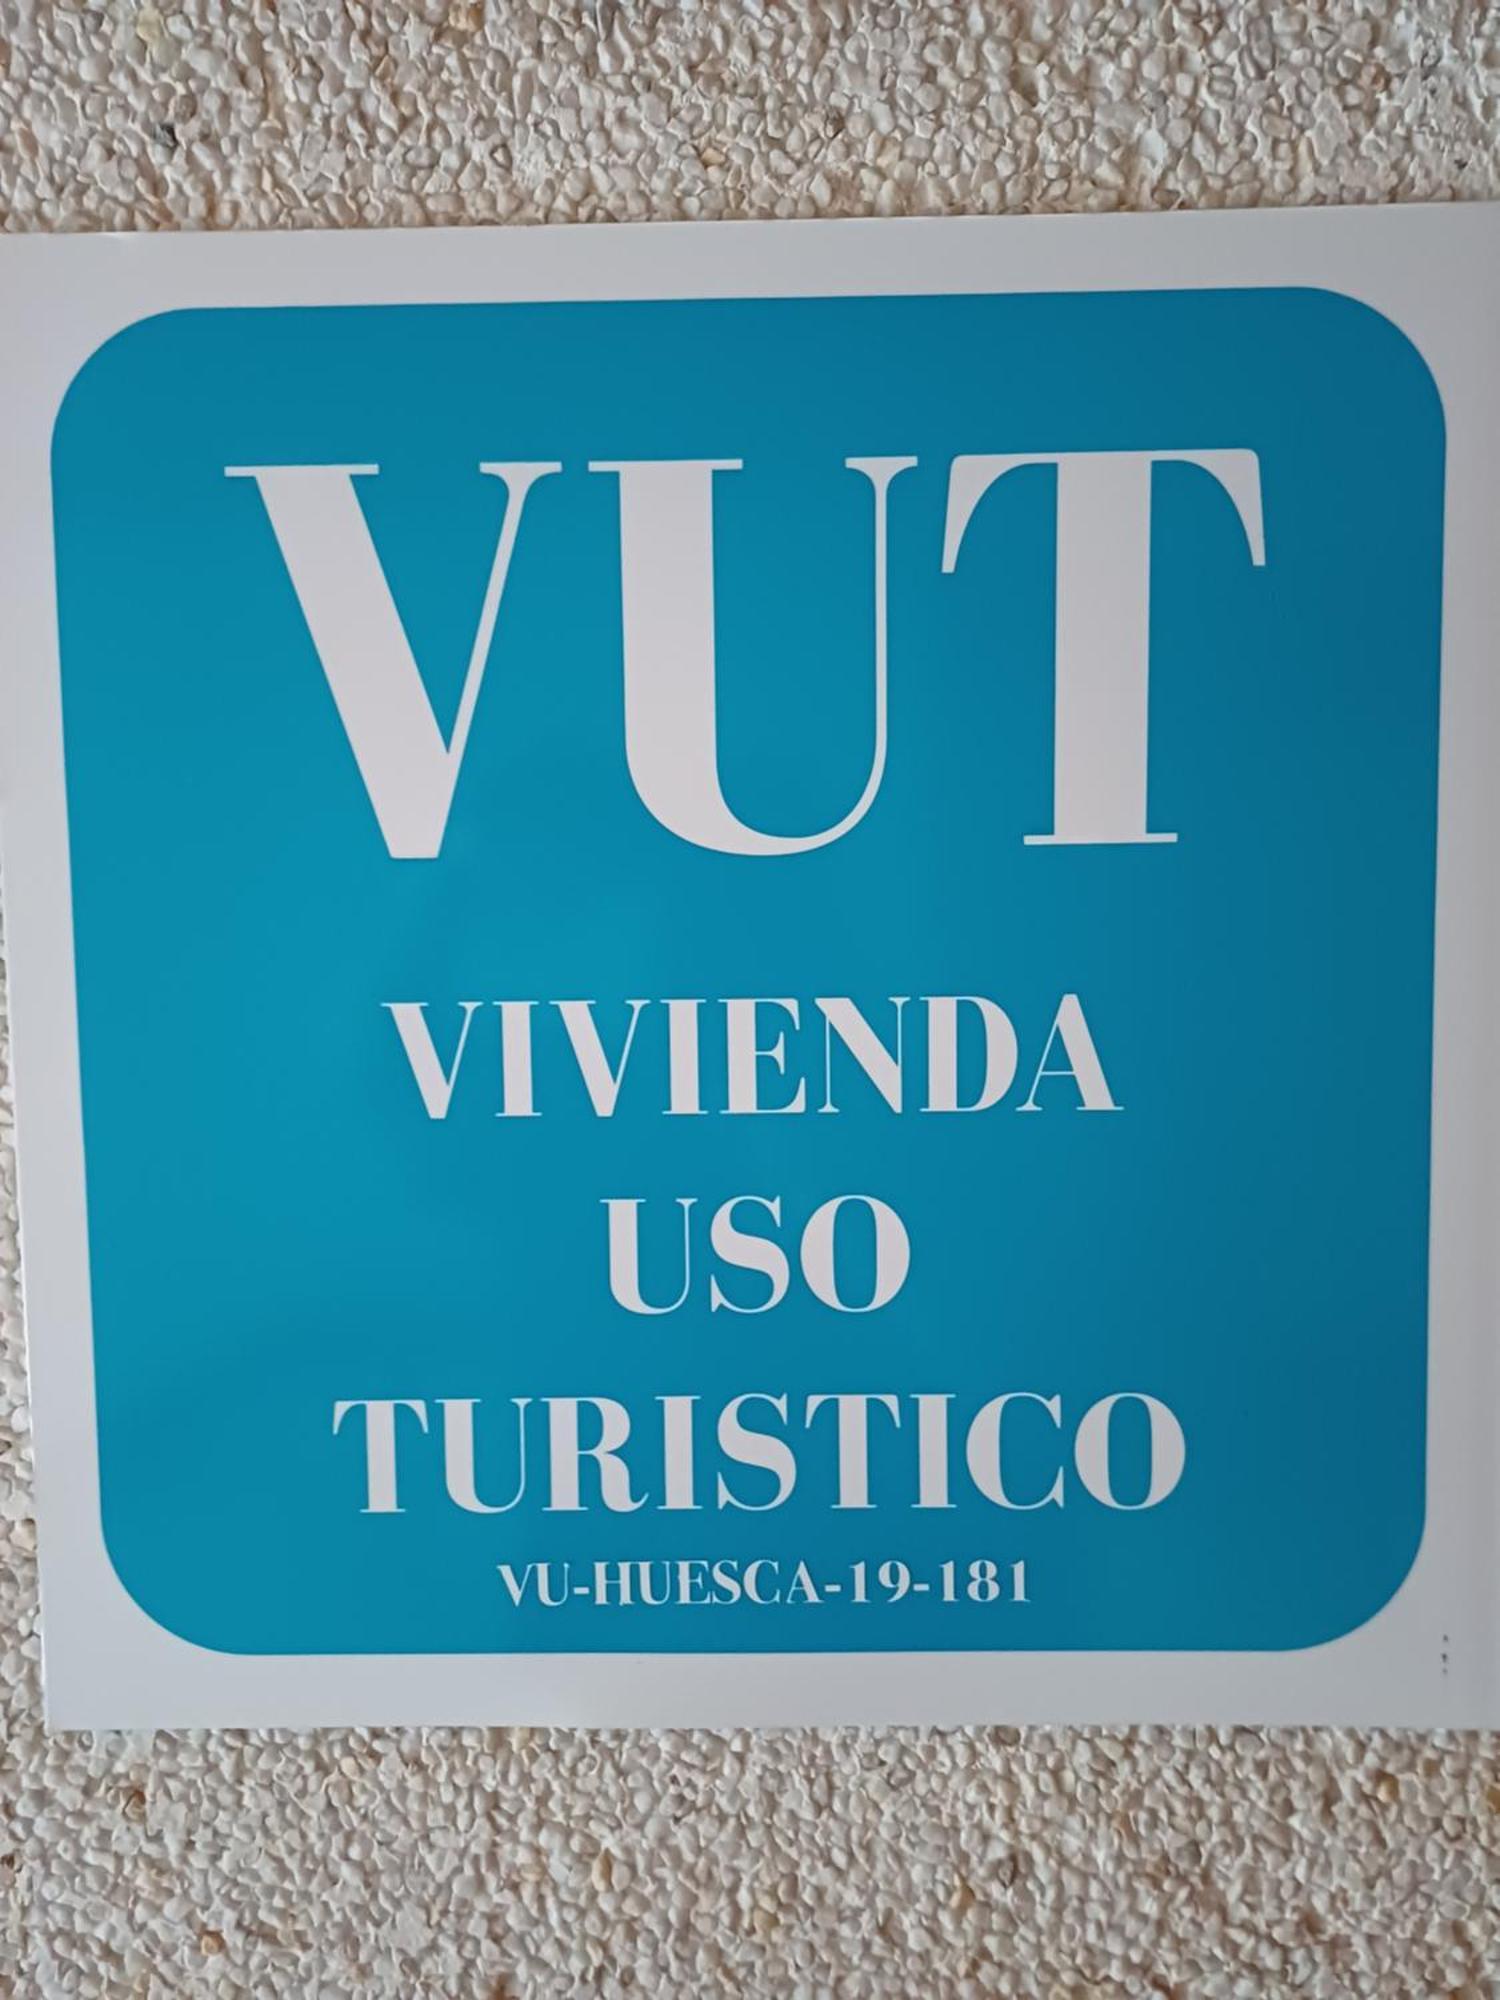 VUT
VIVIENDA
USO
TURISTICO
VU-HUESCA-19-181